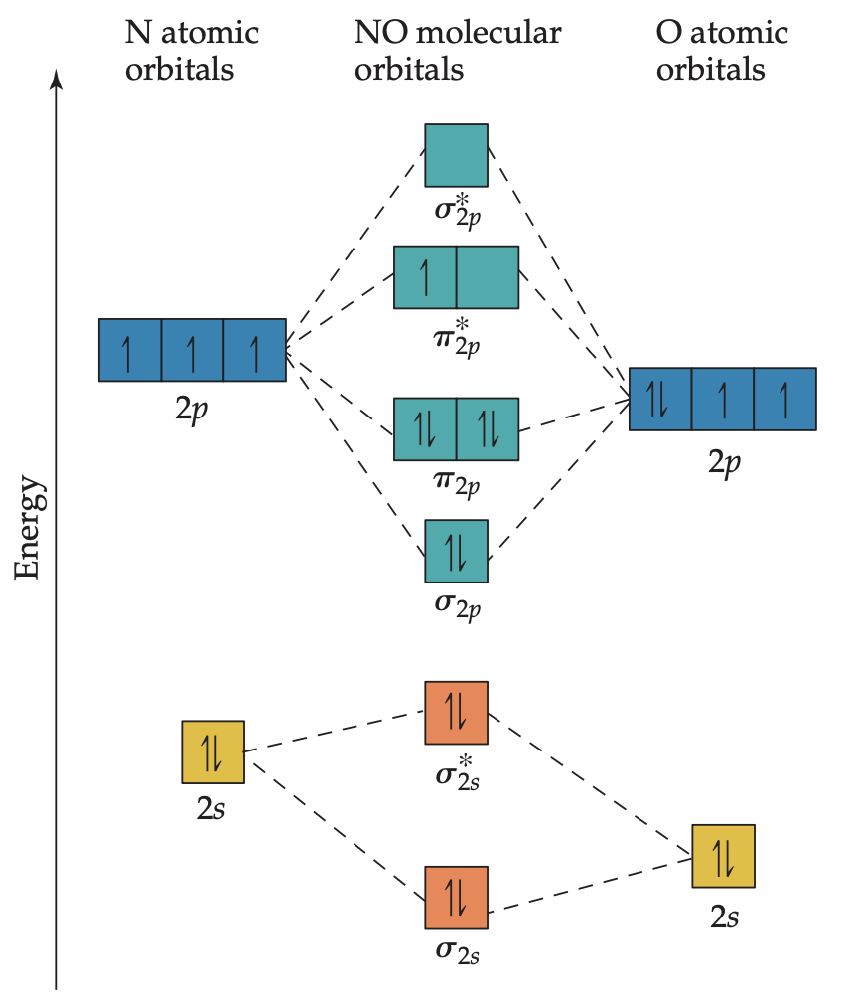 N atomic
orbitals
NO molecular
orbitals
O atomic
orbitals
Energy
σ*2p
π*2p
2p
π2p
2p
σ2p
σ*2s
2s
2s
σ2s